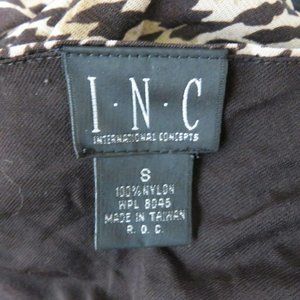 I·N·C
INTERNATIONAL CONCEPTS
S
100% NYLON
WPL 8945
MADE IN TAIWAN
R. O. C.